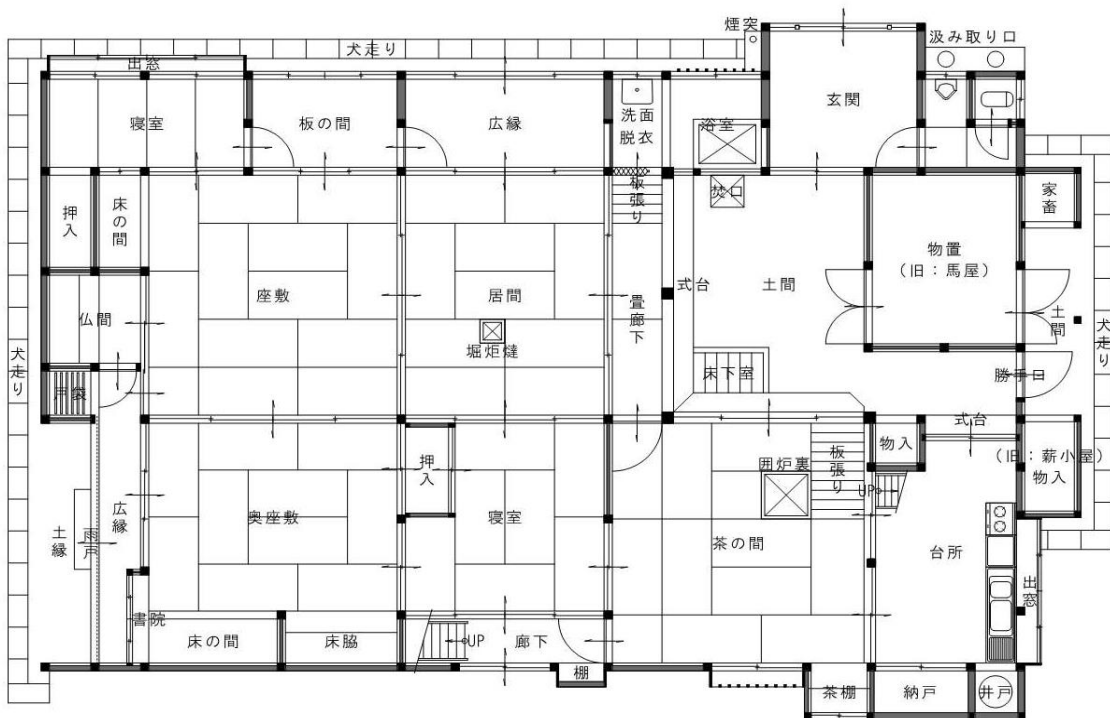 煙突
汲み取り口
犬走り
出窓
寝室
板の間
広縁
洗面
脱衣
浴室
玄関
押入
床の間
座敷
居間
板張り
焚口
家畜
物置
(旧：馬屋)
仏間
掘炬燵
畳廊下
式台
土間
土間
犬走り
犬走り
戸袋
床下室
勝手口
式台
押入
囲炉裏
板張り
物入
(旧：薪小屋)
物入
UP
土縁
雨戸
広縁
奥座敷
寝室
茶の間
台所
出窓
書院
床の間
床脇
UP
廊下
棚
茶棚
納戸
井戸